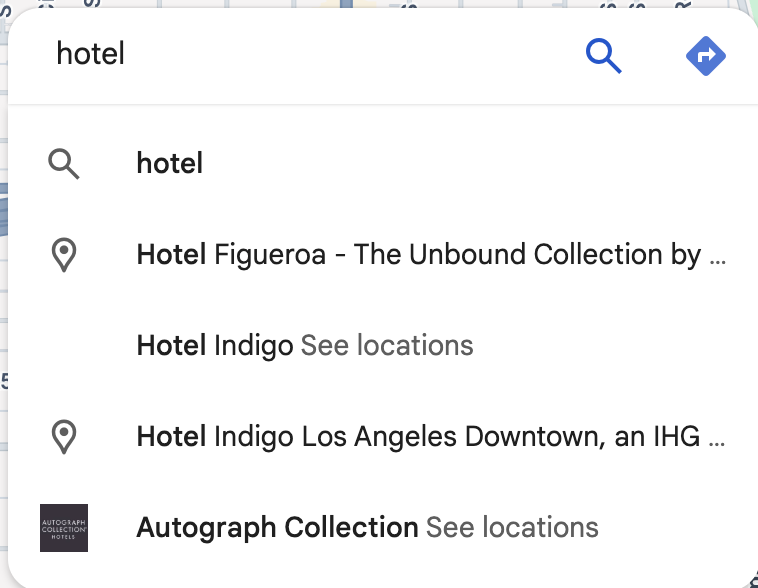 hotel
hotel
Hotel Figueroa - The Unbound Collection by ...
Hotel Indigo See locations
Hotel Indigo Los Angeles Downtown, an IHG ...
AUTOGRAPH
COLLECTION
HOTELS
Autograph Collection See locations